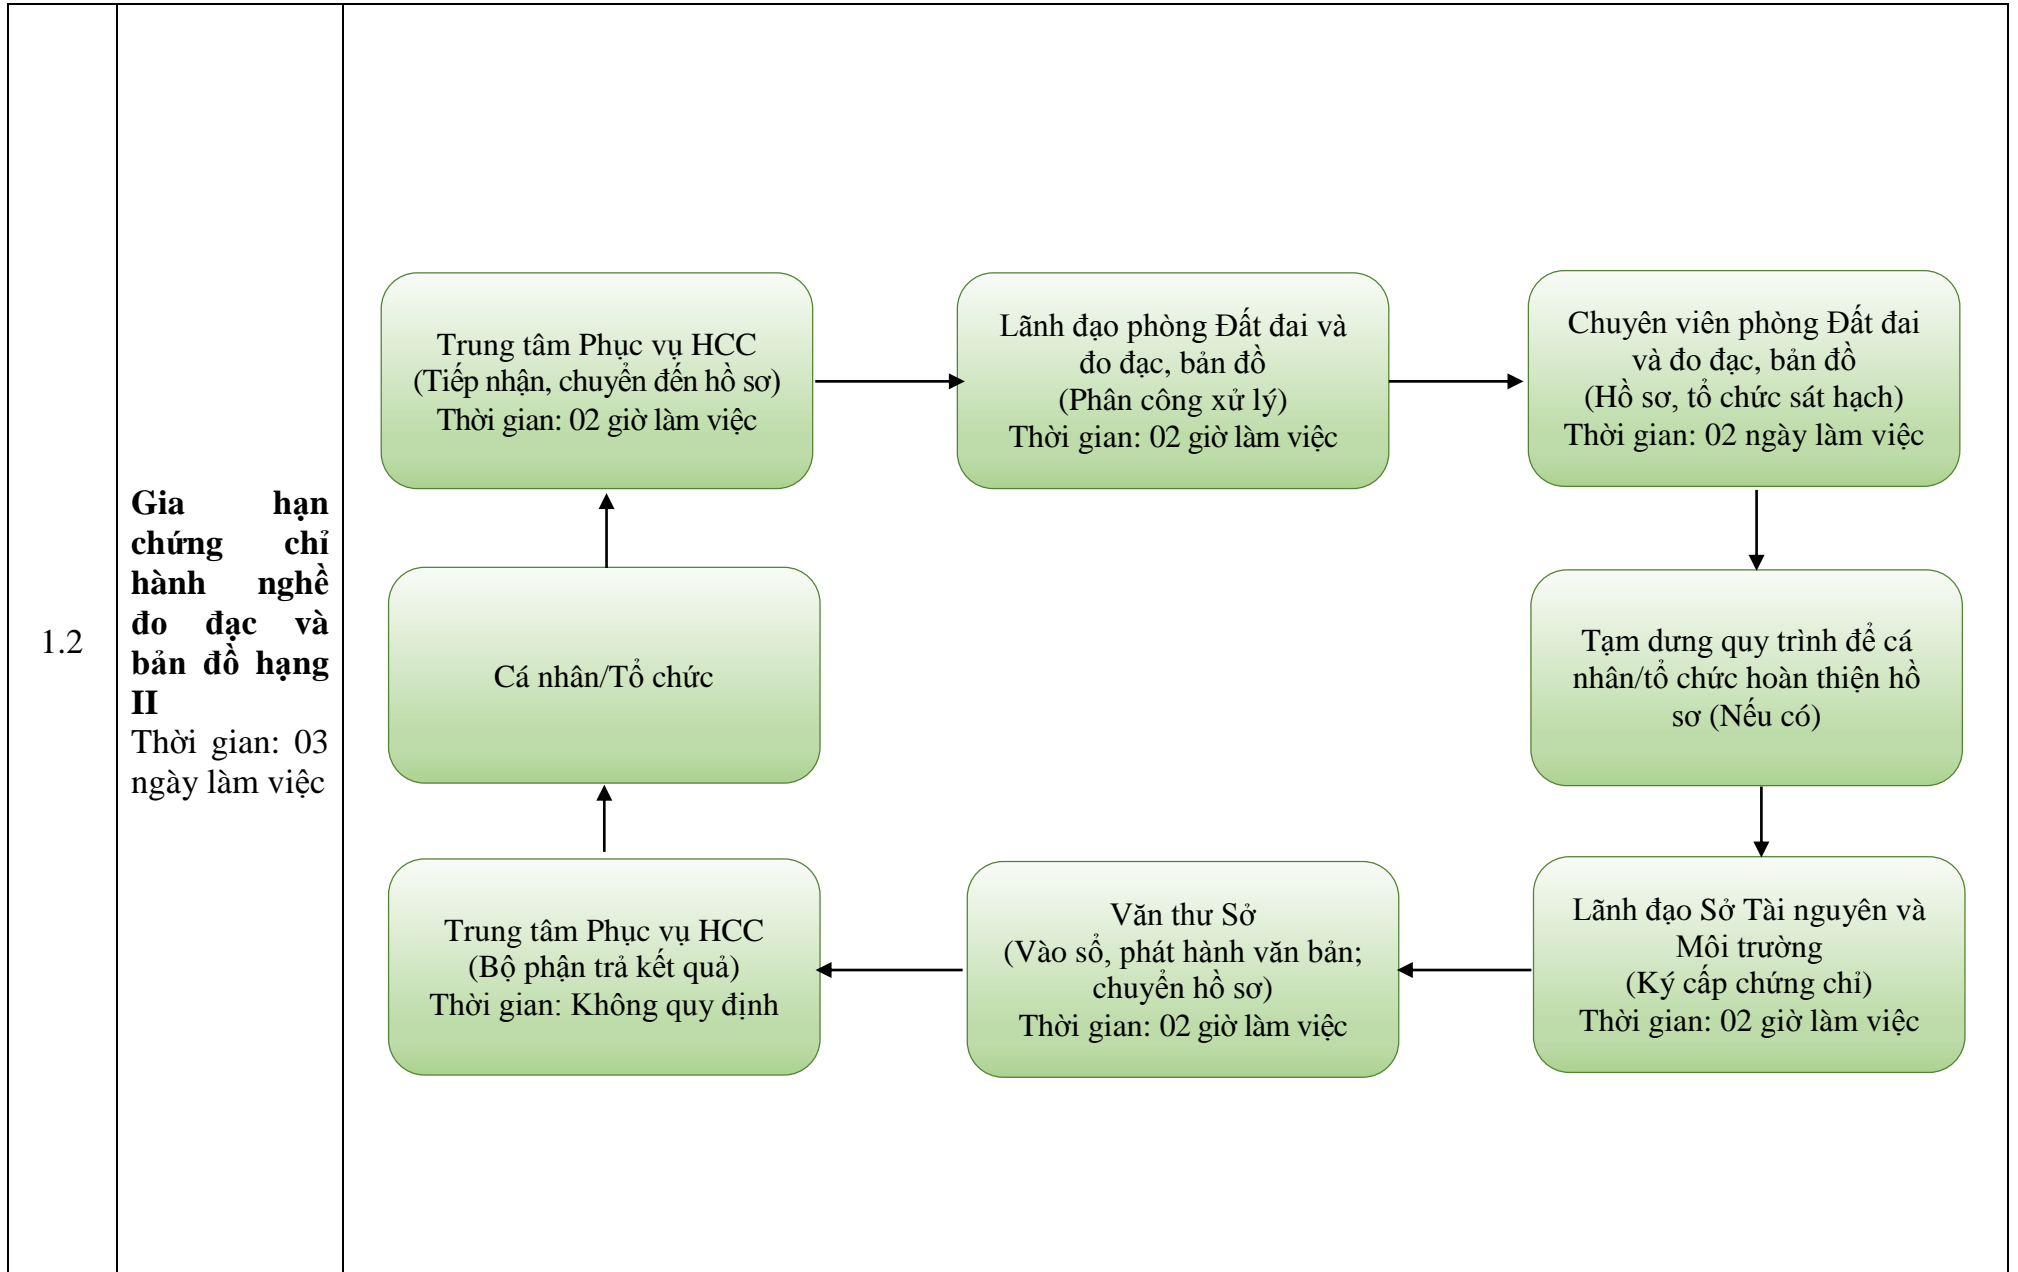 1.2
Gia hạn
chứng chỉ
hành nghề
đo đạc và
bản đồ hạng
II
Thời gian: 03
ngày làm việc
Trung tâm Phục vụ HCC
(Tiếp nhận, chuyển đến hồ sơ)
Thời gian: 02 giờ làm việc
Lãnh đạo phòng Đất đai và
đo đạc, bản đồ
(Phân công xử lý)
Thời gian: 02 giờ làm việc
Chuyên viên phòng Đất đai
và đo đạc, bản đồ
(Hồ sơ, tổ chức sát hạch)
Thời gian: 02 ngày làm việc
Cá nhân/Tổ chức
Tạm dưng quy trình để cá
nhân/tổ chức hoàn thiện hồ
sơ (Nếu có)
Trung tâm Phục vụ HCC
(Bộ phận trả kết quả)
Thời gian: Không quy định
Văn thư Sở
(Vào sổ, phát hành văn bản;
chuyển hồ sơ)
Thời gian: 02 giờ làm việc
Lãnh đạo Sở Tài nguyên và
Môi trường
(Ký cấp chứng chỉ)
Thời gian: 02 giờ làm việc